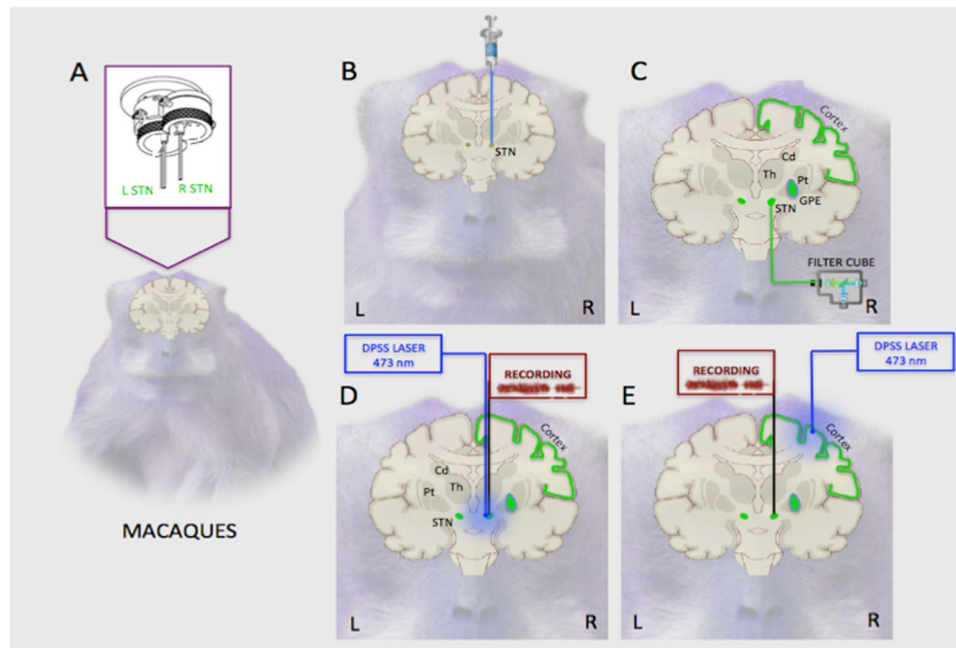 A
L STN
R STN
MACAQUES
B
STN
L
R
C
Cortex
Cd
Th
Pt
STN
GPE
FILTER CUBE
L
R
DPSS LASER
473 nm
RECORDING
D
Cortex
Cd
Pt
Th
STN
L
R
RECORDING
DPSS LASER
473 nm
E
Cortex
L
R